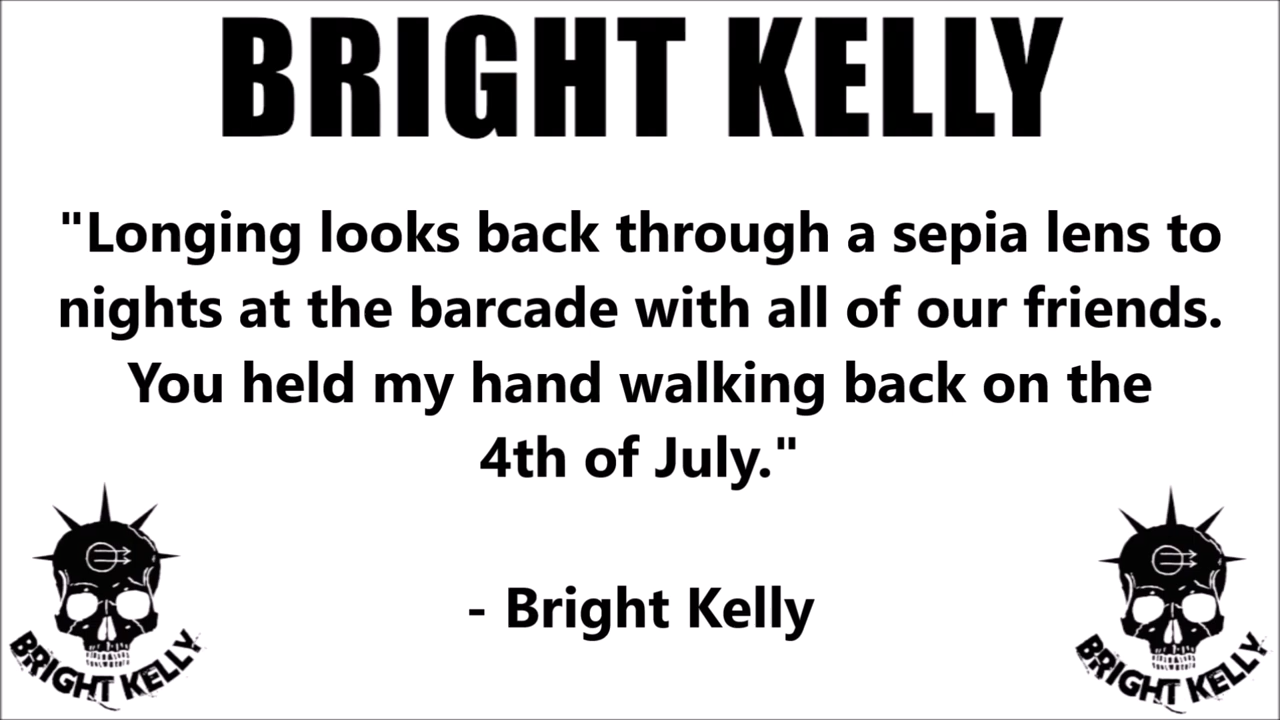 BRIGHT KELLY
"Longing looks back through a sepia lens to
nights at the barcade with all of our friends.
You held my hand walking back on the
4th of July."
- Bright Kelly
BRIGHT KELLY
BRIGHT KELLY